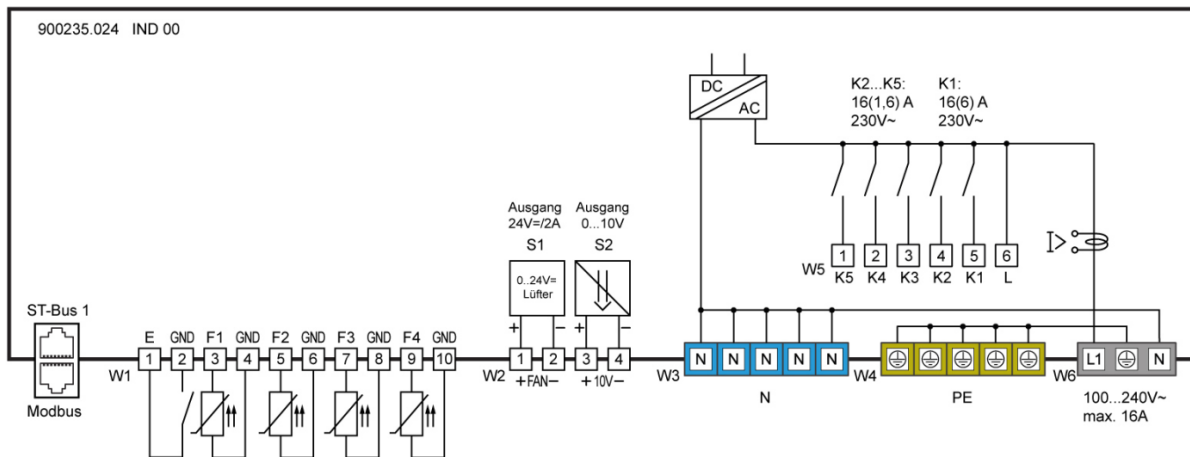 900235.024 IND 00
DC
AC
K2...K5:
16(1,6) A
230V~
K1:
16(6) A
230V~
Ausgang
24V=/2A
S1
Ausgang
0...10V
S2
0..24V=
Lüfter
+ −
+ −
I>
W5
1 2 3 4 5 6
K5 K4 K3 K2 K1 L
ST-Bus 1
Modbus
E GND F1 GND F2 GND F3 GND F4 GND
W1
1 2 3 4 5 6 7 8 9 10
W2
1 2 3 4
+FAN− +10V−
W3
N N N N N
N
W4
PE
W6
L1 N
100...240V~
max. 16A